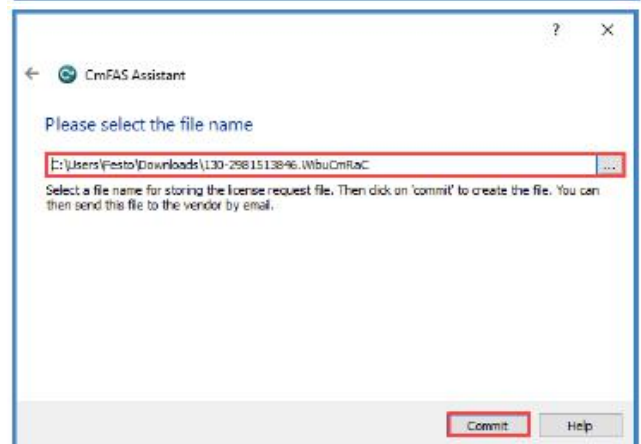 ?
CmFAS Assistant
Please select the file name
C:\Users\Festo\Downloads\130-2981513846.WibuCmRaC
...
Select a file name for storing the license request file. Then click on 'commit' to create the file. You can
then send this file to the vendor by email.
Commit Help